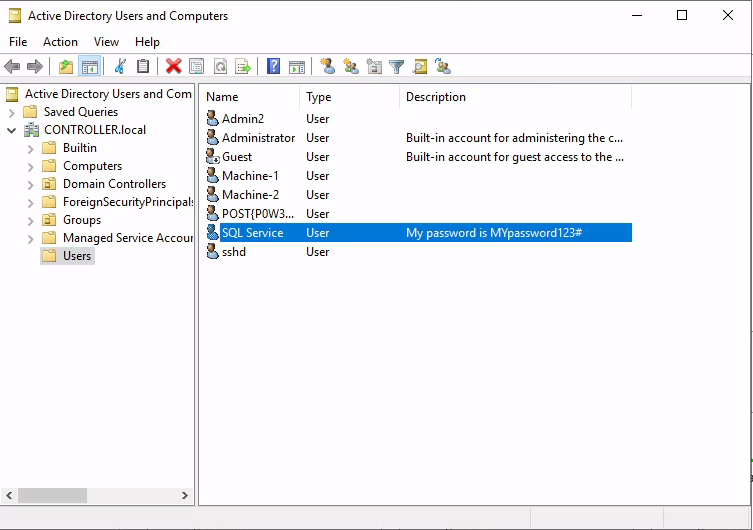 Active Directory Users and Computers
File Action View Help
Active Directory Users and Com
Saved Queries
CONTROLLER.local
Builtin
Computers
Domain Controllers
ForeignSecurityPrincipals
Groups
Managed Service Accour
Users
Name Type Description
Admin2 User
Administrator User Built-in account for administering the c...
Guest User Built-in account for guest access to the ...
Machine-1 User
Machine-2 User
POST{P0W3... User
SQL Service User My password is MYpassword123#
sshd User